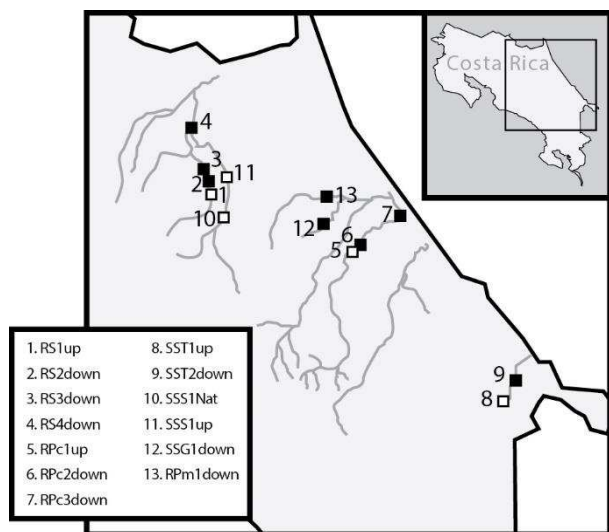 Costa Rica
4
3
11
2
1
10
13
12
7
6
5
9
8
1. RS1up
2. RS2down
3. RS3down
4. RS4down
5. RPc1up
6. RPc2down
7. RPc3down
8. SST1up
9. SST2down
10. SSS1Nat
11. SSS1up
12. SSG1down
13. RPm1down